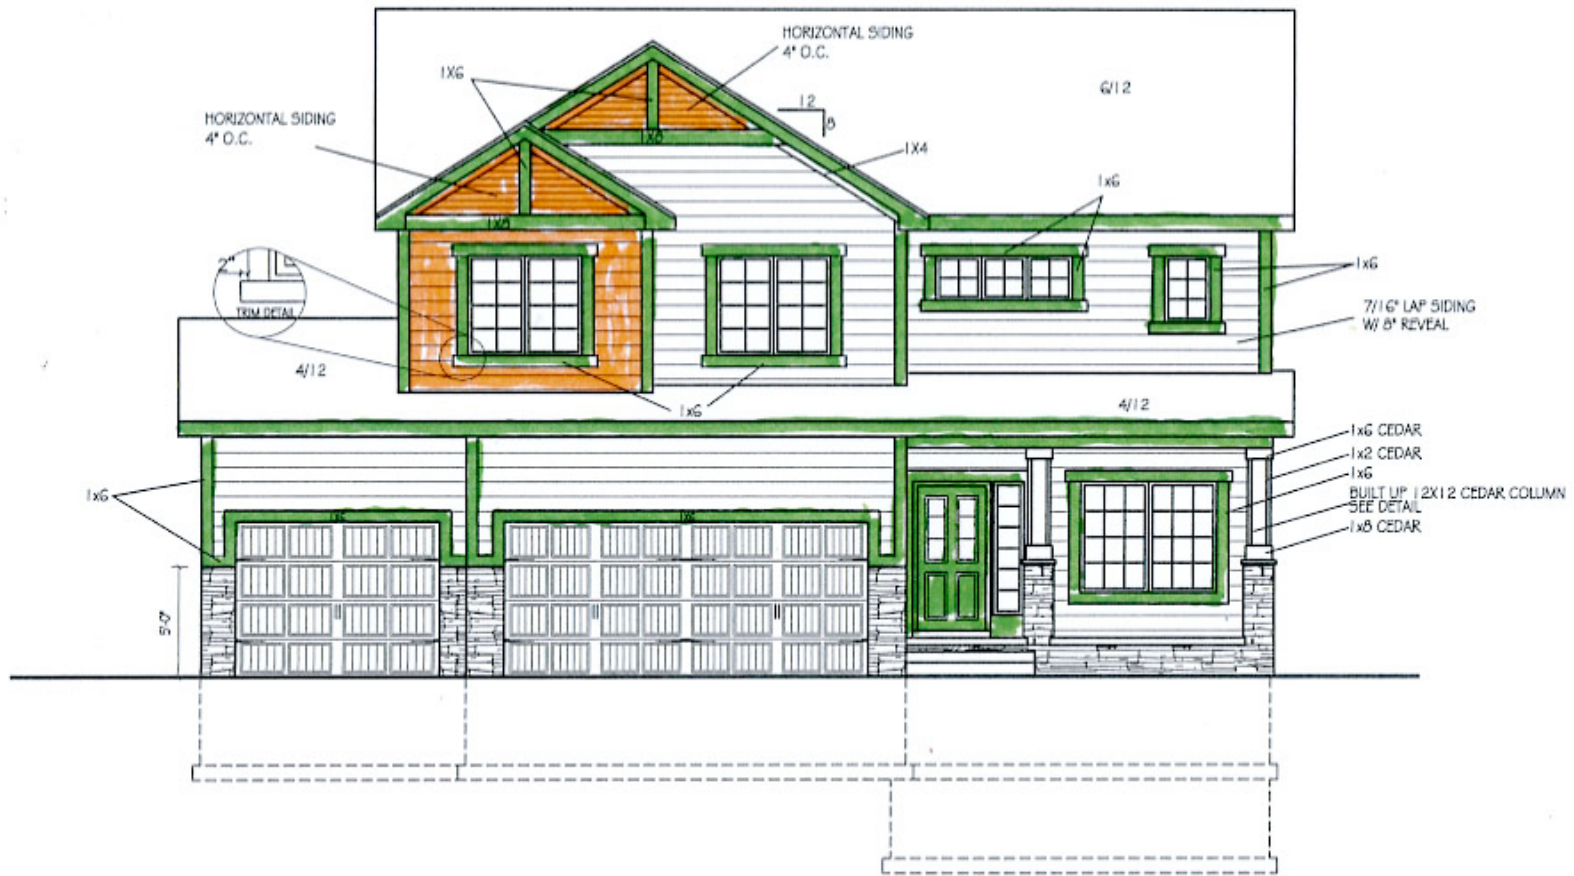 HORIZONTAL SIDING
4" O.C.
1X6
6/12
12
8
HORIZONTAL SIDING
4" O.C.
1X8
1X4
1x6
1X8
2"
TRIM DETAIL
1x6
7/16" LAP SIDING
W/ 8" REVEAL
4/12
1x6
4/12
1x6 CEDAR
1x2 CEDAR
1x6
1x6
BUILT UP 12X12 CEDAR COLUMN
SEE DETAIL
1x8 CEDAR
5'-0"